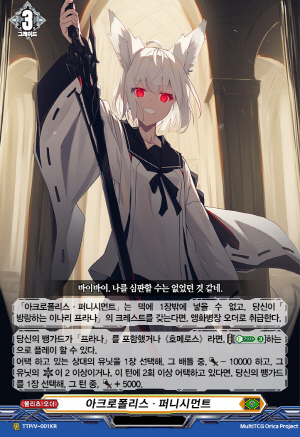 3
그레이드
바이바이. 나를 심판할 수는 없었던 것 같네.
「아크로폴리스 · 퍼니시먼트」는 덱에 1장밖에 넣을 수 없고, 당신이 「
방랑하는 이나리 프라나」의 크레스트를 갖는다면, 앵화병장 오더로 취급한다.
당신의 뱅가드가 「프라나」를 포함했거나 〈호메로스〉 라면, 하는
으로 플레이 할 수 있다.
어택 하고 있는 상대의 유닛을 1장 선택해, 그 배틀 중, -10000 하고, 그
유닛의 이 2 이상이거나, 이 턴에 2회 이상 어택하고 있다면, 당신의 뱅가드
를 1장 선택해, 그 턴 중, +5000.
블리츠 오더
아크로폴리스 · 퍼니시먼트
TTP/V-001KR
MultiTCG Orica Project